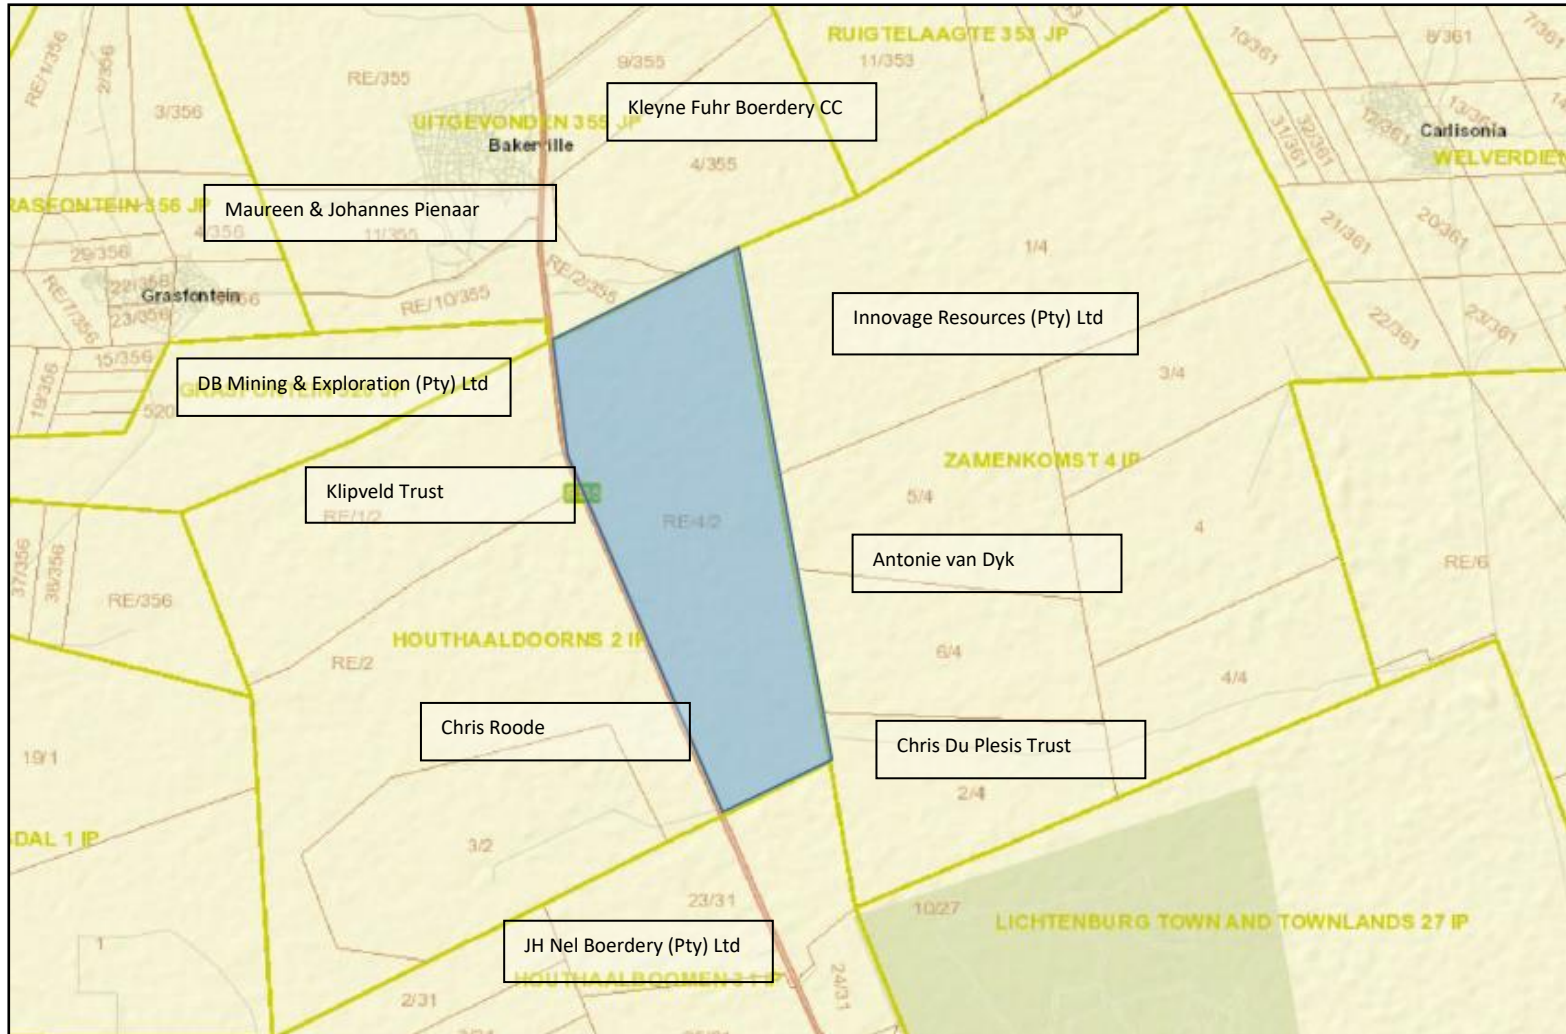 RUIGTELAAGTE 353 JP
10/361
8/361
7/361
RE/1/356
2/356
RE/355
9/355
11/353
3/356
Kleyne Fuhr Boerdery CC
UITGEVONDEN 355 JP
Bakerville
4/355
31/361
32/361
13/361
12/361
Carlisonia
WELVERDIEN
Maureen & Johannes Pienaar
RASFONTEIN 356 JP
4/356
11/355
29/356
21/361
20/361
1/4
RE/2/355
22/356
Grasfontein
RE/7/356
23/356
RE/10/355
Innovage Resources (Pty) Ltd
22/361
23/361
15/356
DB Mining & Exploration (Pty) Ltd
19/356
520
3/4
ZAMENKOMST 4 IP
Klipveld Trust
RE/1/2
RE/4/2
5/4
4
37/356
38/356
Antonie van Dyk
RE/6
RE/356
HOUTHAALDOORNS 2 IP
RE/2
6/4
4/4
Chris Roode
Chris Du Plesis Trust
19/1
2/4
SDAL 1 IP
3/2
23/31
10/27
LICHTENBURG TOWN AND TOWNLANDS 27 IP
1
JH Nel Boerdery (Pty) Ltd
HOUTHAALBOOMEN 31 IP
24/31
2/31